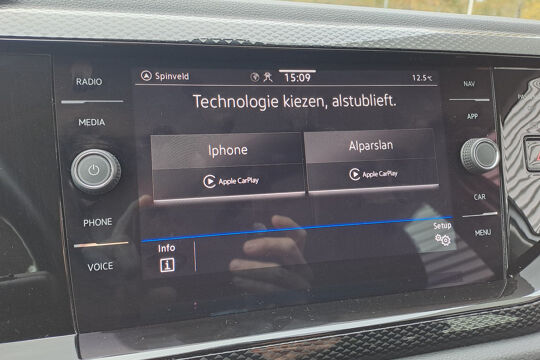 RADIO
MEDIA
PHONE
VOICE
Spinveld
15:09
12.5°C
Technologie kiezen, alstublieft.
Iphone
Apple CarPlay
Alparslan
Apple CarPlay
Info
Setup
NAV
APP
CAR
MENU